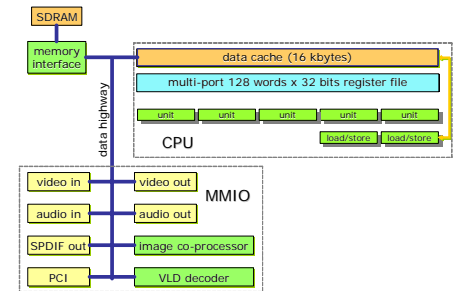 SDRAM
memory
interface
data cache (16 kbytes)
multi-port 128 words x 32 bits register file
unit unit unit unit unit
load/store load/store
CPU
data highway
MMIO
video in video out
audio in audio out
SPDIF out image co-processor
PCI VLD decoder